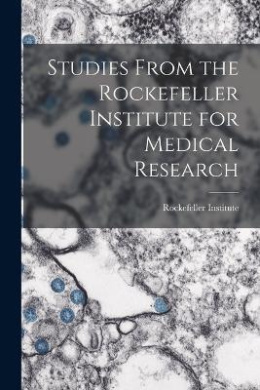 Studies From the
Rockefeller
Institute for
Medical
Research
Rockefeller Institute